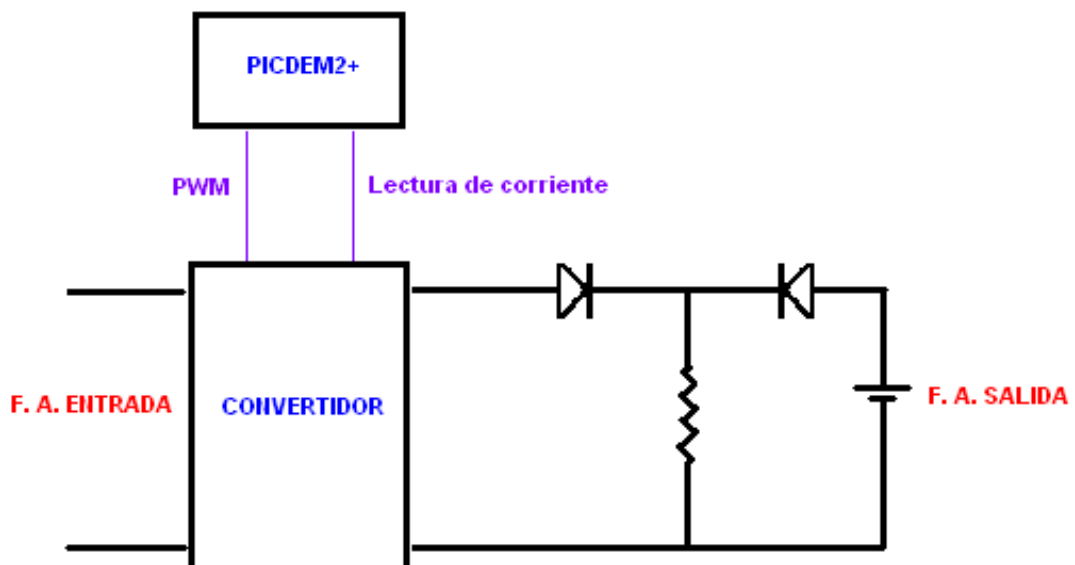 PICDEM2+
PWM
Lectura de corriente
F. A. ENTRADA
CONVERTIDOR
F. A. SALIDA